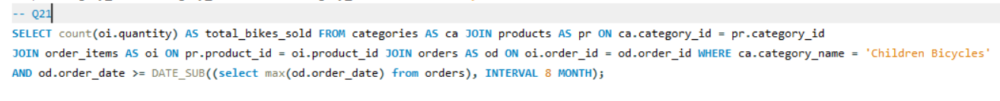 -- Q21
SELECT count(oi.quantity) AS total_bikes_sold FROM categories AS ca JOIN products AS pr ON ca.category_id = pr.category_id
JOIN order_items AS oi ON pr.product_id = oi.product_id JOIN orders AS od ON oi.order_id = od.order_id WHERE ca.category_name = 'Children Bicycles'
AND od.order_date >= DATE_SUB((select max(od.order_date) from orders), INTERVAL 8 MONTH);